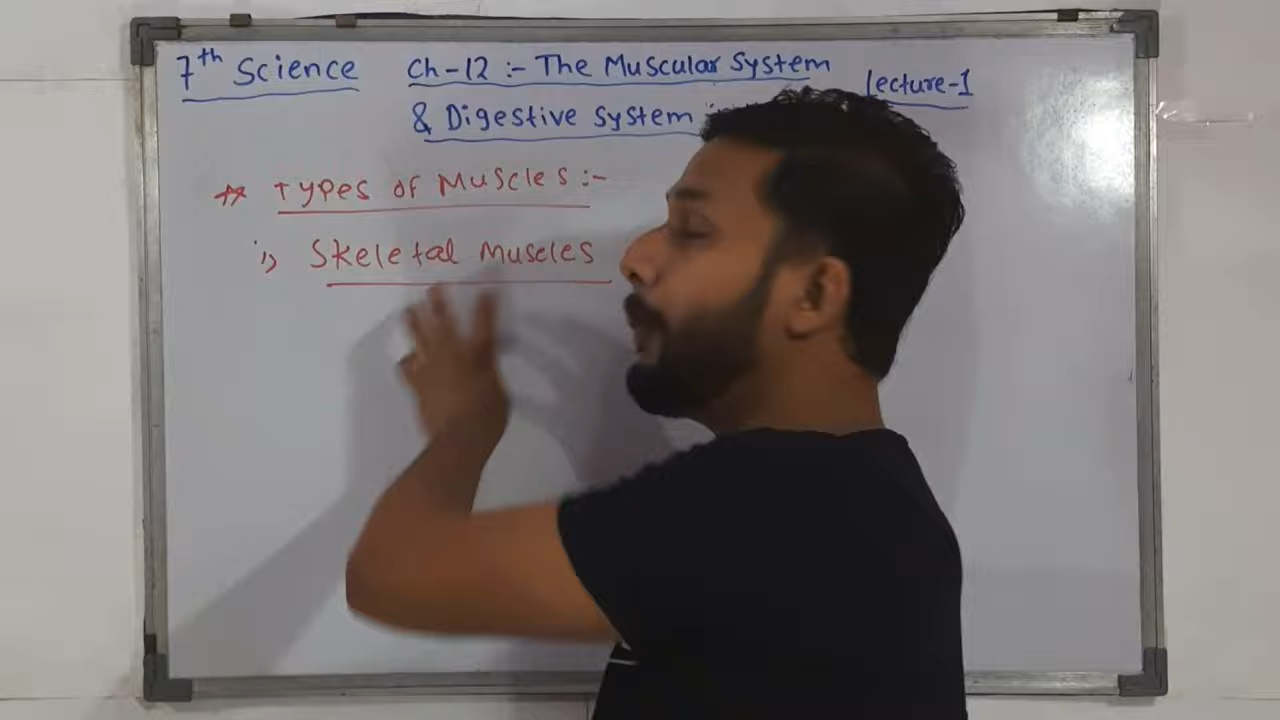 7th Science Ch-12 :- The Muscular System lecture-1
& Digestive System
* Types of Muscles :-
i) Skeletal Muscles